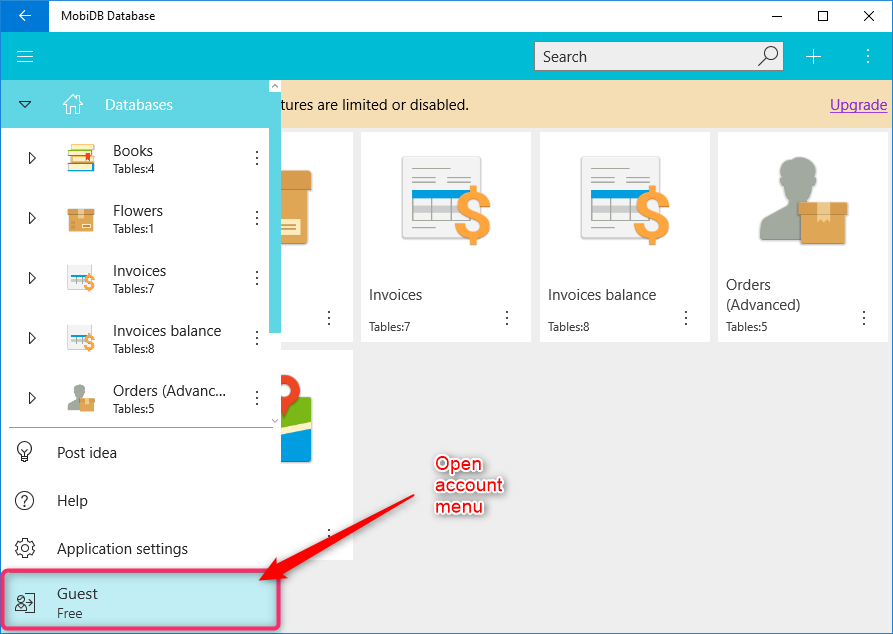 MobiDB Database
Search
Databases
tures are limited or disabled.
Upgrade
Books
Tables:4
Flowers
Tables:1
Invoices
Tables:7
Invoices balance
Tables:8
Orders (Advanc...
Tables:5
Invoices
Tables:7
Invoices balance
Tables:8
Orders
(Advanced)
Tables:5
Post idea
Help
Application settings
Guest
Free
Open
account
menu